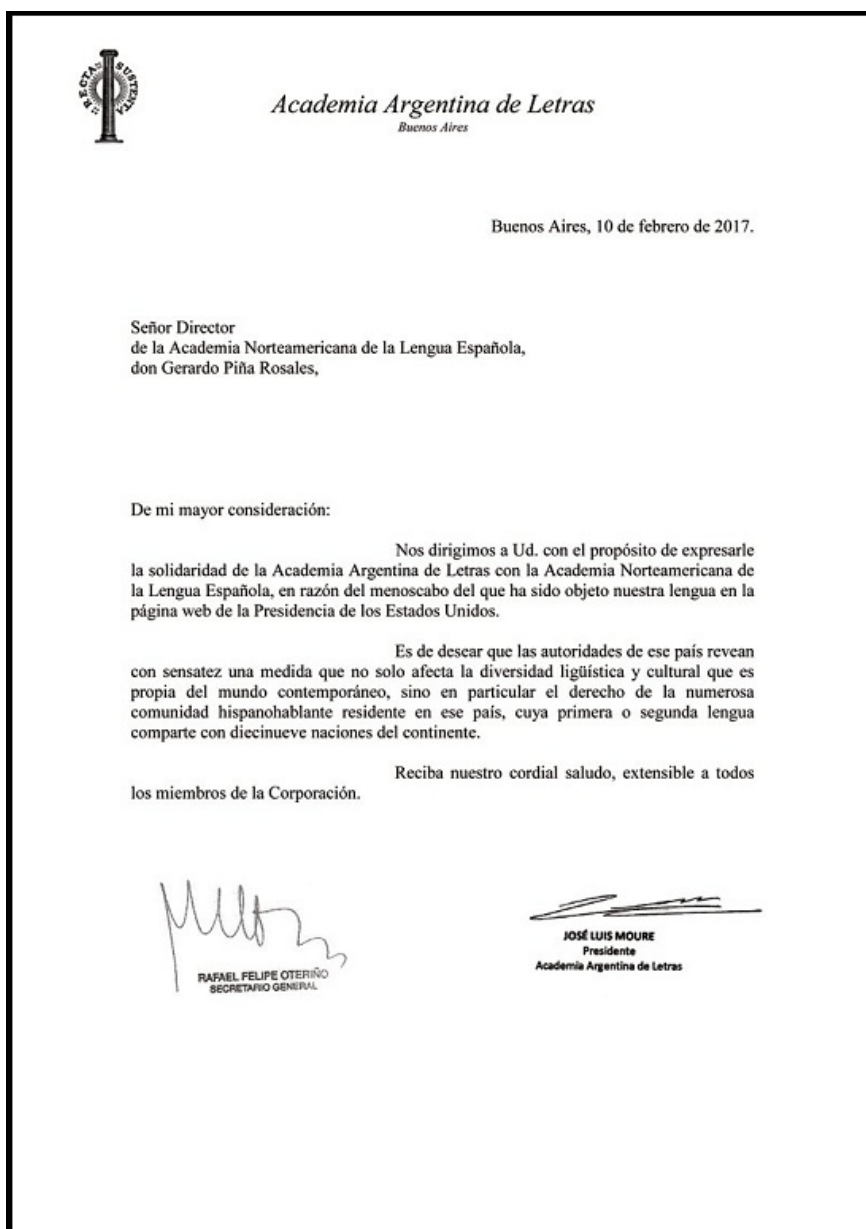 RECTA SUSTENTA
Academia Argentina de Letras
Buenos Aires
Buenos Aires, 10 de febrero de 2017.
Señor Director
de la Academia Norteamericana de la Lengua Española,
don Gerardo Piña Rosales,
De mi mayor consideración:
Nos dirigimos a Ud. con el propósito de expresarle
la solidaridad de la Academia Argentina de Letras con la Academia Norteamericana de
la Lengua Española, en razón del menoscabo del que ha sido objeto nuestra lengua en la
página web de la Presidencia de los Estados Unidos.
Es de desear que las autoridades de ese país revean
con sensatez una medida que no solo afecta la diversidad ligüística y cultural que es
propia del mundo contemporáneo, sino en particular el derecho de la numerosa
comunidad hispanohablante residente en ese país, cuya primera o segunda lengua
comparte con diecinueve naciones del continente.
Reciba nuestro cordial saludo, extensible a todos
los miembros de la Corporación.
RAFAEL FELIPE OTERIÑO
SECRETARIO GENERAL
JOSÉ LUIS MOURE
Presidente
Academia Argentina de Letras